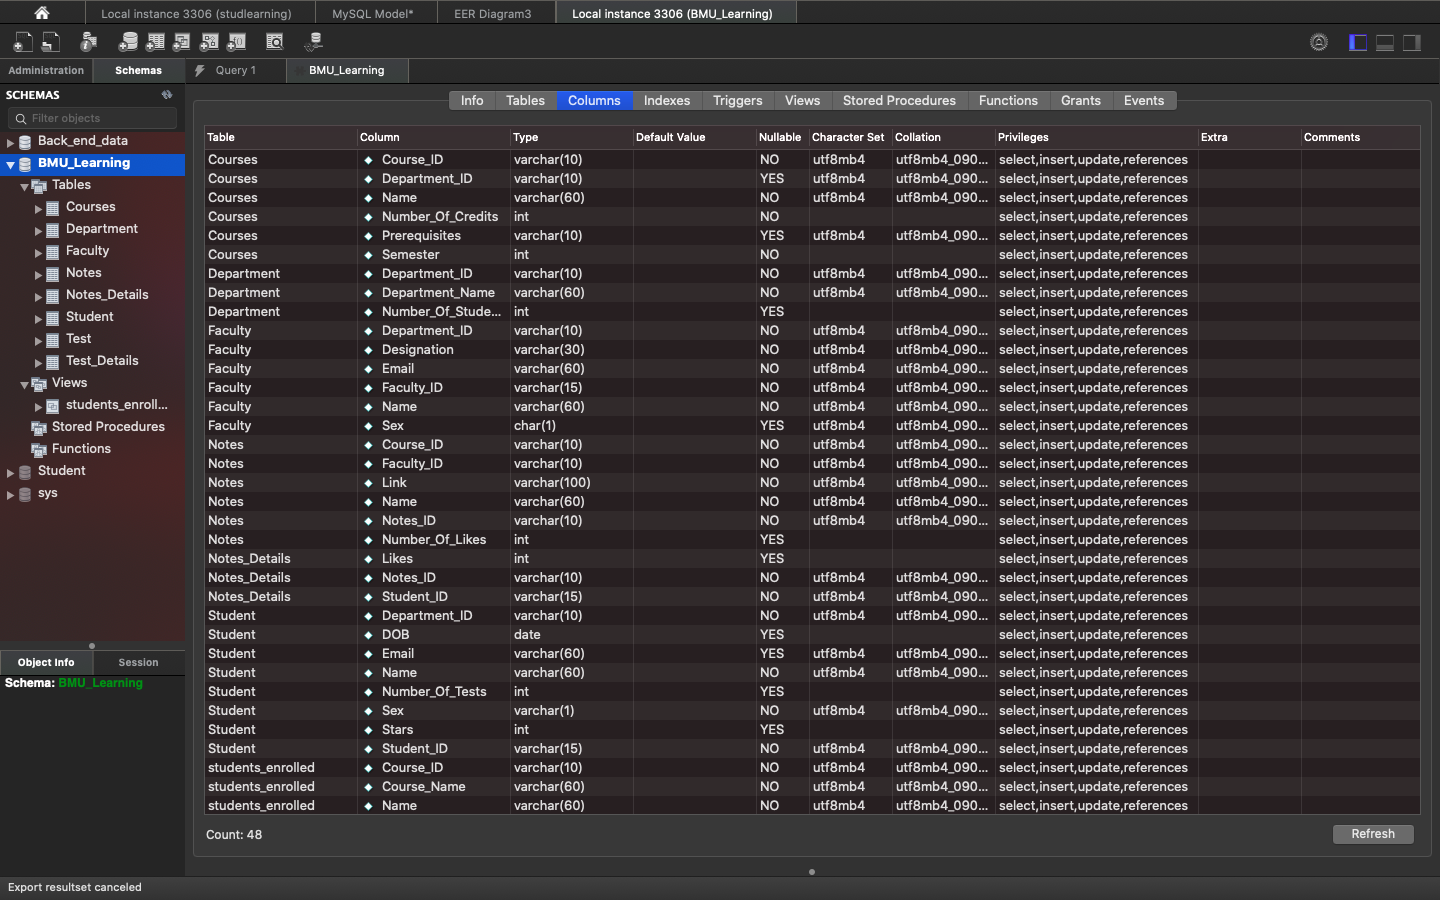 Local instance 3306 (studlearning) MySQL Model* EER Diagram3 Local instance 3306 (BMU_Learning)
Administration Schemas Query 1 BMU_Learning
SCHEMAS
Filter objects
Back_end_data
BMU_Learning
Tables
Courses
Department
Faculty
Notes
Notes_Details
Student
Test
Test_Details
Views
students_enroll...
Stored Procedures
Functions
Student
sys
Object Info Session
Schema: BMU_Learning
Info Tables Columns Indexes Triggers Views Stored Procedures Functions Grants Events
Table Column Type Default Value Nullable Character Set Collation Privileges Extra Comments
Courses Course_ID varchar(10) NO utf8mb4 utf8mb4_090... select,insert,update,references
Courses Department_ID varchar(10) YES utf8mb4 utf8mb4_090... select,insert,update,references
Courses Name varchar(60) NO utf8mb4 utf8mb4_090... select,insert,update,references
Courses Number_Of_Credits int NO select,insert,update,references
Courses Prerequisites varchar(10) YES utf8mb4 utf8mb4_090... select,insert,update,references
Courses Semester int NO select,insert,update,references
Department Department_ID varchar(10) NO utf8mb4 utf8mb4_090... select,insert,update,references
Department Department_Name varchar(60) NO utf8mb4 utf8mb4_090... select,insert,update,references
Department Number_Of_Stude... int YES select,insert,update,references
Faculty Department_ID varchar(10) NO utf8mb4 utf8mb4_090... select,insert,update,references
Faculty Designation varchar(30) NO utf8mb4 utf8mb4_090... select,insert,update,references
Faculty Email varchar(60) NO utf8mb4 utf8mb4_090... select,insert,update,references
Faculty Faculty_ID varchar(15) NO utf8mb4 utf8mb4_090... select,insert,update,references
Faculty Name varchar(60) NO utf8mb4 utf8mb4_090... select,insert,update,references
Faculty Sex char(1) YES utf8mb4 utf8mb4_090... select,insert,update,references
Notes Course_ID varchar(10) NO utf8mb4 utf8mb4_090... select,insert,update,references
Notes Faculty_ID varchar(10) NO utf8mb4 utf8mb4_090... select,insert,update,references
Notes Link varchar(100) NO utf8mb4 utf8mb4_090... select,insert,update,references
Notes Name varchar(60) NO utf8mb4 utf8mb4_090... select,insert,update,references
Notes Notes_ID varchar(10) NO utf8mb4 utf8mb4_090... select,insert,update,references
Notes Number_Of_Likes int YES select,insert,update,references
Notes_Details Likes int YES select,insert,update,references
Notes_Details Notes_ID varchar(10) NO utf8mb4 utf8mb4_090... select,insert,update,references
Notes_Details Student_ID varchar(15) NO utf8mb4 utf8mb4_090... select,insert,update,references
Student Department_ID varchar(10) NO utf8mb4 utf8mb4_090... select,insert,update,references
Student DOB date YES select,insert,update,references
Student Email varchar(60) YES utf8mb4 utf8mb4_090... select,insert,update,references
Student Name varchar(60) NO utf8mb4 utf8mb4_090... select,insert,update,references
Student Number_Of_Tests int YES select,insert,update,references
Student Sex varchar(1) NO utf8mb4 utf8mb4_090... select,insert,update,references
Student Stars int YES select,insert,update,references
Student Student_ID varchar(15) NO utf8mb4 utf8mb4_090... select,insert,update,references
students_enrolled Course_ID varchar(10) NO utf8mb4 utf8mb4_090... select,insert,update,references
students_enrolled Course_Name varchar(60) NO utf8mb4 utf8mb4_090... select,insert,update,references
students_enrolled Name varchar(60) NO utf8mb4 utf8mb4_090... select,insert,update,references
Count: 48 Refresh
Export resultset canceled